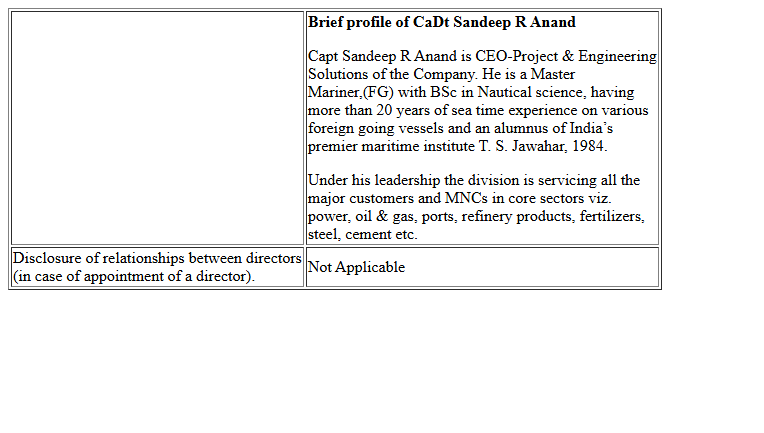 Brief profile of CaDt Sandeep R Anand
Capt Sandeep R Anand is CEO-Project & Engineering
Solutions of the Company. He is a Master
Mariner,(FG) with BSc in Nautical science, having
more than 20 years of sea time experience on various
foreign going vessels and an alumnus of India’s
premier maritime institute T. S. Jawahar, 1984.
Under his leadership the division is servicing all the
major customers and MNCs in core sectors viz.
power, oil & gas, ports, refinery products, fertilizers,
steel, cement etc.
Disclosure of relationships between directors
(in case of appointment of a director).
Not Applicable